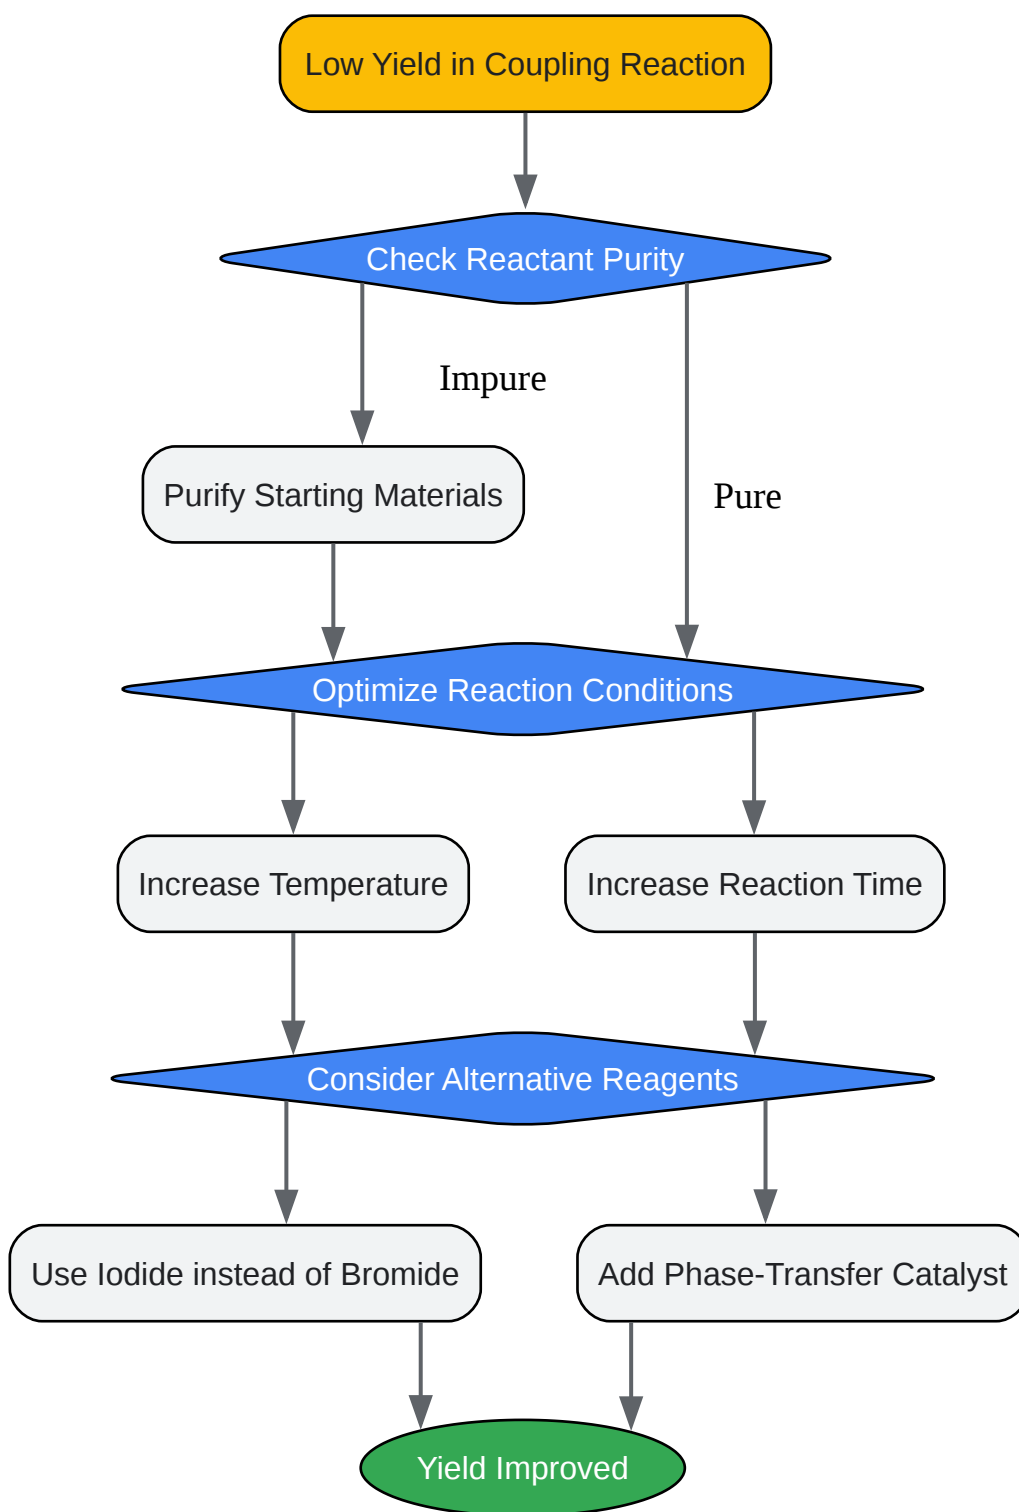 Low Yield in Coupling Reaction
Check Reactant Purity
Impure
Purify Starting Materials
Pure
Optimize Reaction Conditions
Increase Temperature
Increase Reaction Time
Consider Alternative Reagents
Use Iodide instead of Bromide
Add Phase-Transfer Catalyst
Yield Improved